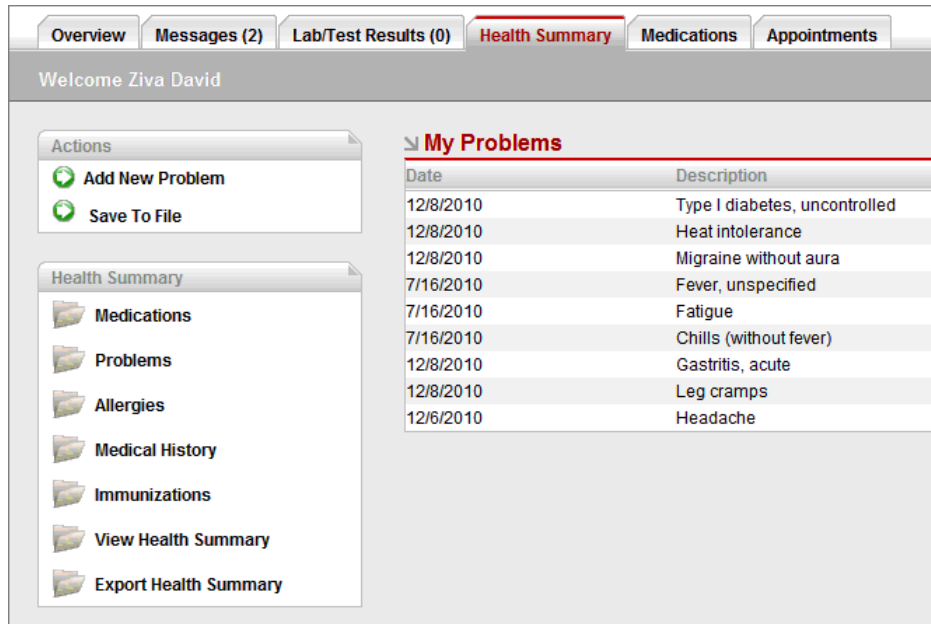 Overview Messages (2) Lab/Test Results (0) Health Summary Medications Appointments
Welcome Ziva David
Actions
Add New Problem
Save To File
Health Summary
Medications
Problems
Allergies
Medical History
Immunizations
View Health Summary
Export Health Summary
My Problems
Date Description
12/8/2010 Type I diabetes, uncontrolled
12/8/2010 Heat intolerance
12/8/2010 Migraine without aura
7/16/2010 Fever, unspecified
7/16/2010 Fatigue
7/16/2010 Chills (without fever)
12/8/2010 Gastritis, acute
12/8/2010 Leg cramps
12/6/2010 Headache